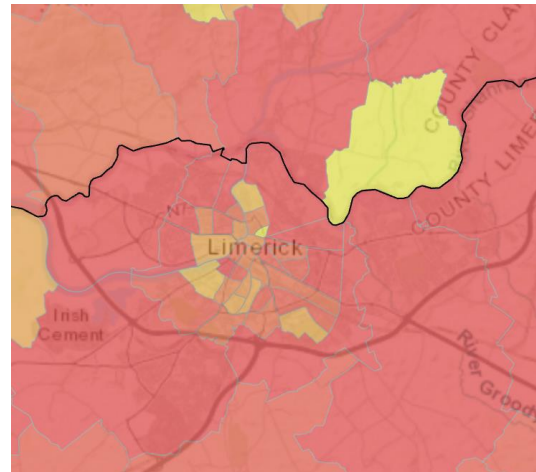 COUNTY CLA
COUNTY LIMER
N7
Limerick
Irish
Cement
River Groody